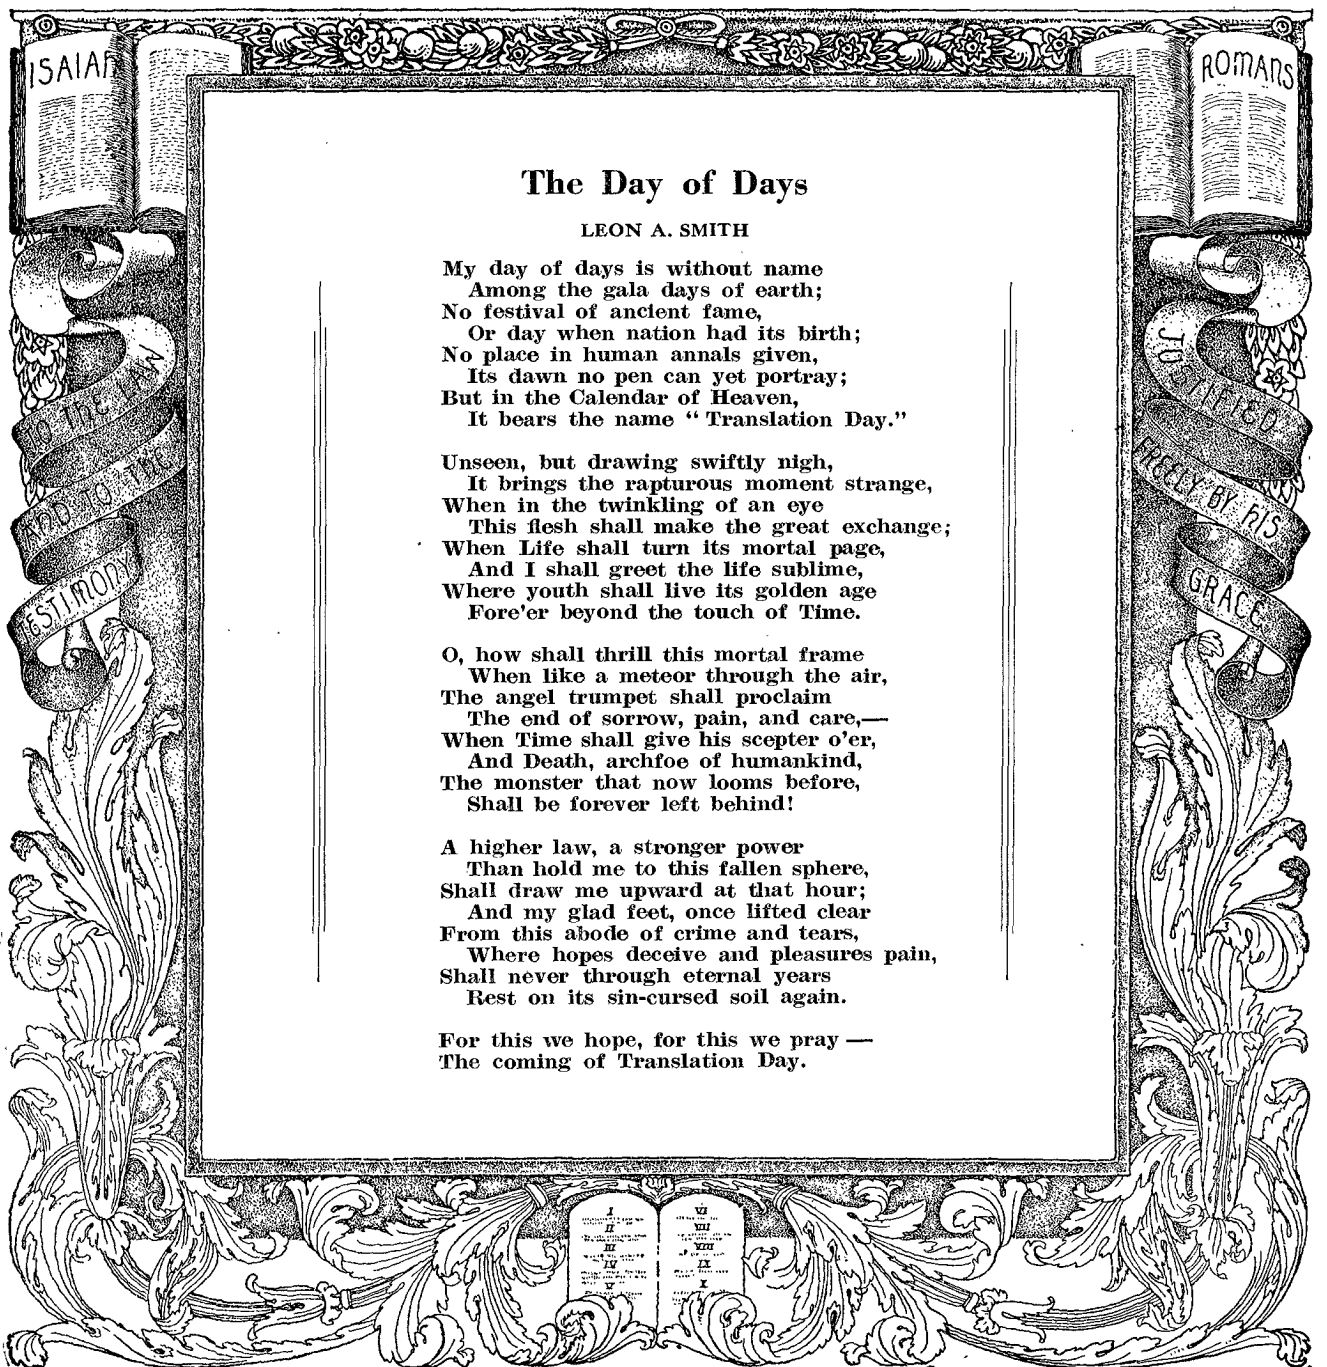 ISAIAH
ROMANS
The Day of Days
LEON A. SMITH
My day of days is without name
Among the gala days of earth;
No festival of ancient fame,
Or day when nation had its birth;
No place in human annals given,
Its dawn no pen can yet portray;
But in the Calendar of Heaven,
It bears the name “Translation Day.”
Unseen, but drawing swiftly nigh,
It brings the rapturous moment strange,
When in the twinkling of an eye
This flesh shall make the great exchange;
When Life shall turn its mortal page,
And I shall greet the life sublime,
Where youth shall live its golden age
Fore'er beyond the touch of Time.
O, how shall thrill this mortal frame
When like a meteor through the air,
The angel trumpet shall proclaim
The end of sorrow, pain, and care,—
When Time shall give his scepter o'er,
And Death, archfoe of humankind,
The monster that now looms before,
Shall be forever left behind!
A higher law, a stronger power
Than hold me to this fallen sphere,
Shall draw me upward at that hour;
And my glad feet, once lifted clear
From this abode of crime and tears,
Where hopes deceive and pleasures pain,
Shall never through eternal years
Rest on its sin-cursed soil again.
For this we hope, for this we pray —
The coming of Translation Day.
TO THE LAW
AND TO THE
TESTIMONY
JUSTIFIED
FREELY BY HIS
GRACE
I
II
III
IV
V
VI
VII
VIII
IX
X